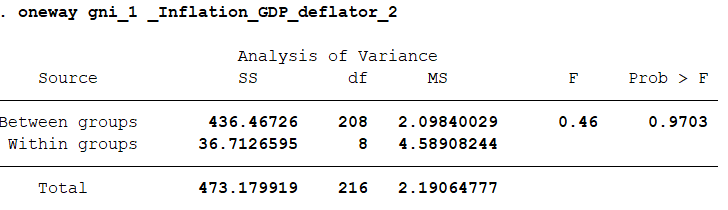 . oneway gni_1 _Inflation_GDP_deflator_2
Analysis of Variance
Source SS df MS F Prob > F
Between groups 436.46726 208 2.09840029 0.46 0.9703
Within groups 36.7126595 8 4.58908244
Total 473.179919 216 2.19064777